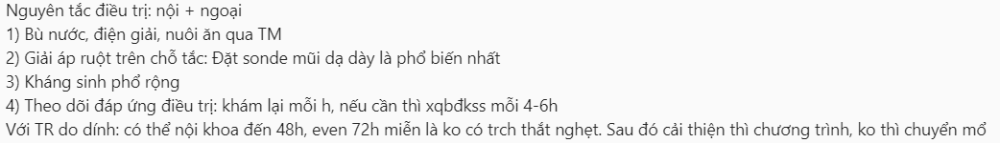 Nguyên tắc điều trị: nội + ngoại
1) Bù nước, điện giải, nuôi ăn qua TM
2) Giải áp ruột trên chỗ tắc: Đặt sonde mũi dạ dày là phổ biến nhất
3) Kháng sinh phổ rộng
4) Theo dõi đáp ứng điều trị: khám lại mỗi h, nếu cần thì xqbđkss mỗi 4-6h
Với TR do dính: có thể nội khoa đến 48h, even 72h miễn là ko có trch thắt nghẹt. Sau đó cải thiện thì chương trình, ko thì chuyển mổ